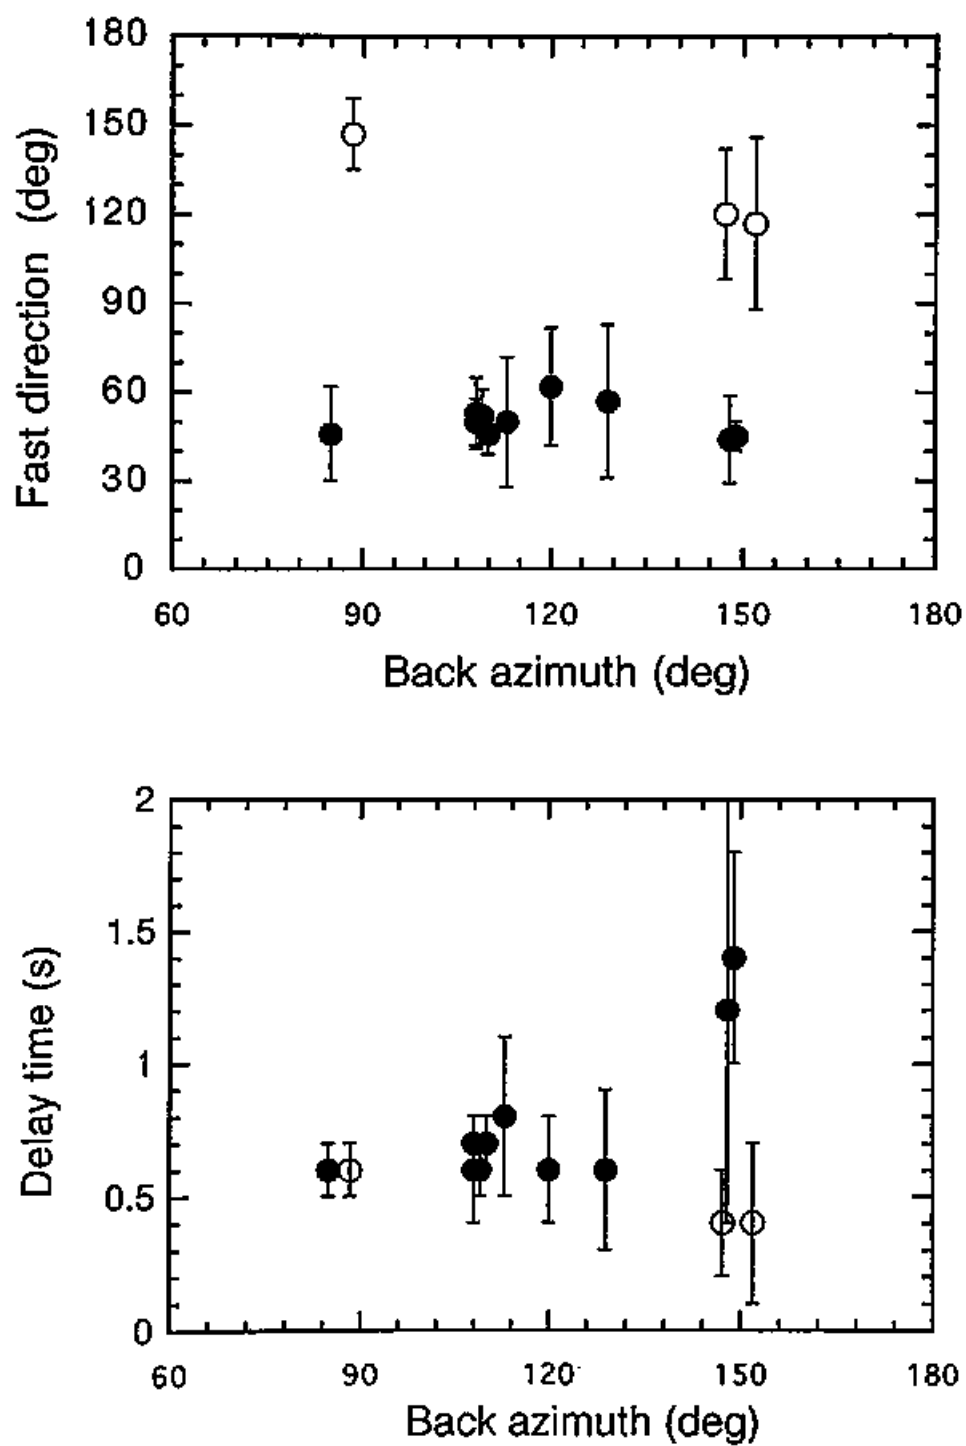 180
150
120
90
60
30
0
Fast direction (deg)
60 90 120 150 180
Back azimuth (deg)
2
1.5
1
0.5
0
Delay time (s)
60 90 120 150 180
Back azimuth (deg)